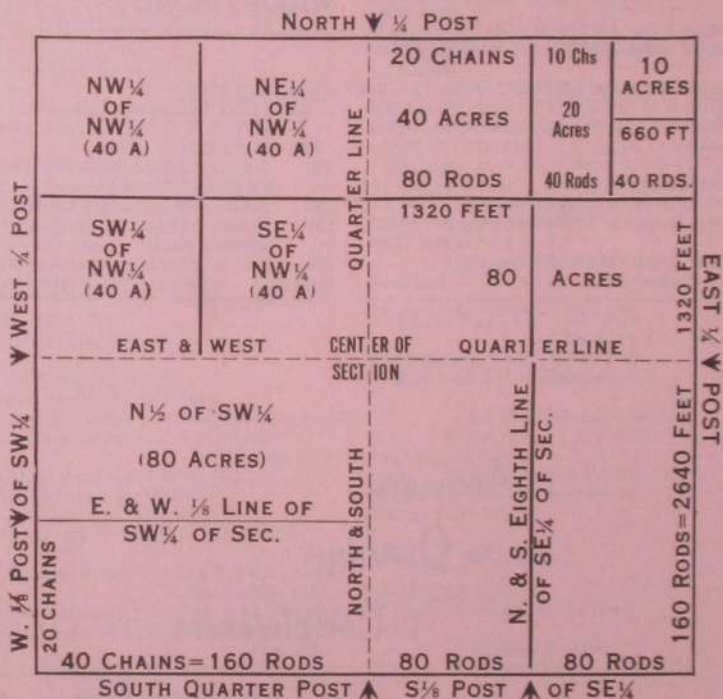 NORTH ¼ POST
NW¼
OF
NW¼
(40 A)
NE¼
OF
NW¼
(40 A)
QUARTER LINE
20 CHAINS
40 ACRES
80 RODS
10 Chs
20
Acres
40 Rods
10
ACRES
660 FT
40 RDS.
SW¼
OF
NW¼
(40 A)
SE¼
OF
NW¼
(40 A)
1320 FEET
80 ACRES
1320 FEET
WEST ¼ POST
EAST ¼ POST
EAST & WEST CENTER OF QUARTER LINE
SECTION
N½ OF SW¼
(80 ACRES)
E. & W. ⅛ LINE OF
SW¼ OF SEC.
W. ⅛ POST OF SW¼
20 CHAINS
NORTH & SOUTH
N. & S. EIGHTH LINE
OF SE¼ OF SEC.
160 RODS=2640 FEET
40 CHAINS=160 RODS 80 RODS 80 RODS
SOUTH QUARTER POST S⅛ POST OF SE¼